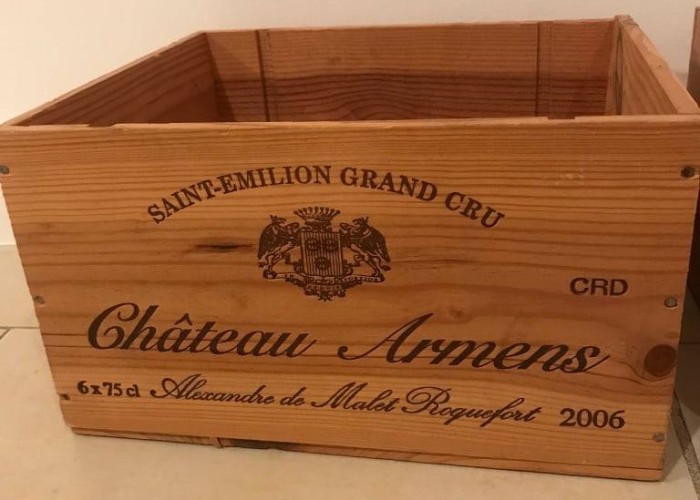 SAINT-EMILION GRAND CRU
CRD
Château Armens
6 x 75 cl Alexandre de Malet Roquefort 2006